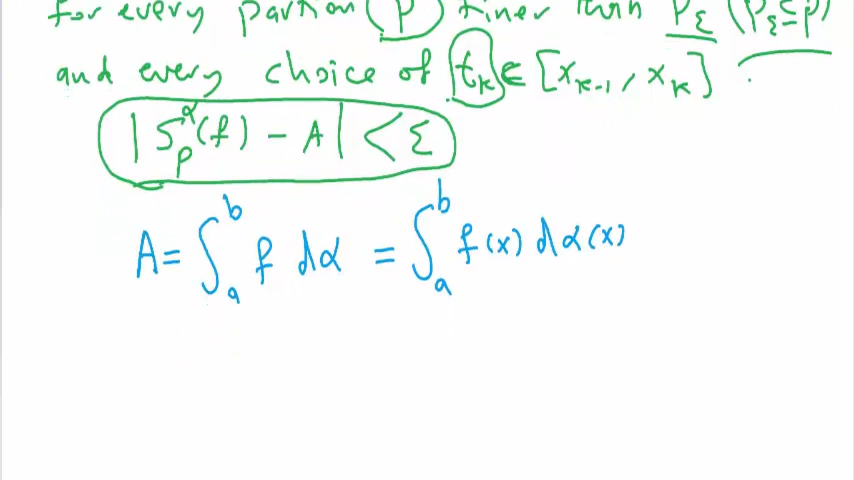 for every partion (P) finer than P_ε (P_ε ⊆ P)
and every choice of t_k ∈ [x_{k-1}, x_k]
|S_P^α(f) - A| < ε
A = ∫_a^b f dα = ∫_a^b f(x) dα(x)